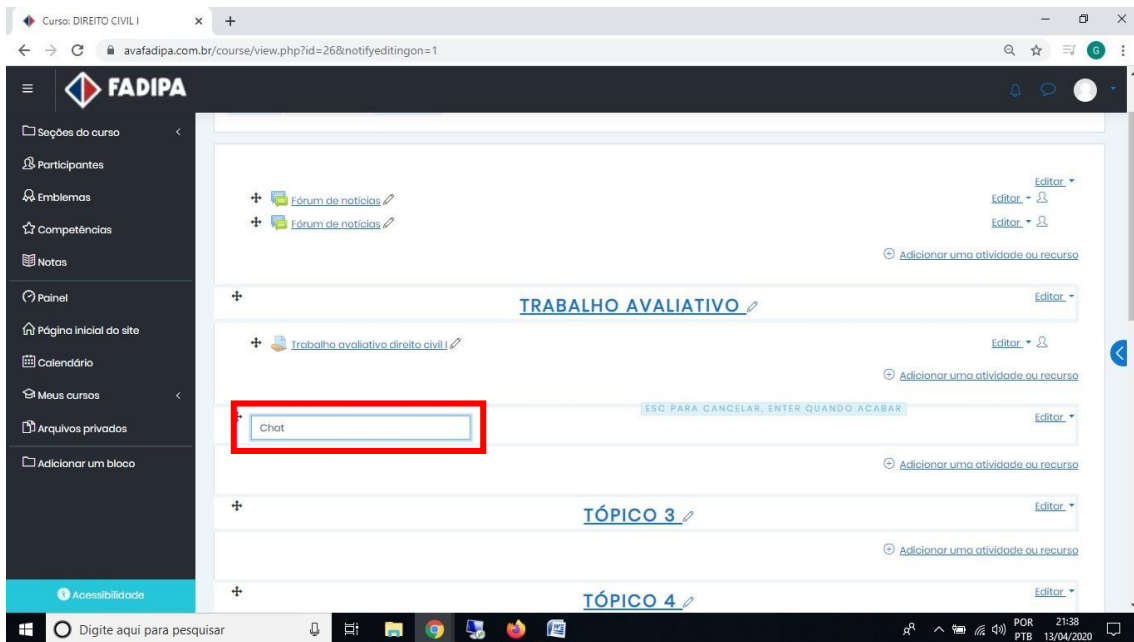 Curso: DIREITO CIVIL I
avafadipa.com.br/course/view.php?id=26&notifyeditingon=1
G
FADIPA
Seções do curso
Participantes
Emblemas
Competências
Notas
Painel
Página inicial do site
Calendário
Meus cursos
Arquivos privados
Adicionar um bloco
Acessibilidade
Editar
Fórum de notícias Editar
Fórum de notícias Editar
Adicionar uma atividade ou recurso
TRABALHO AVALIATIVO Editar
Trabalho avaliativo direito civil I Editar
Adicionar uma atividade ou recurso
ESC PARA CANCELAR, ENTER QUANDO ACABAR
Chat Editar
Adicionar uma atividade ou recurso
TÓPICO 3 Editar
Adicionar uma atividade ou recurso
TÓPICO 4 Editar
Digite aqui para pesquisar
POR 21:38
PTB 13/04/2020